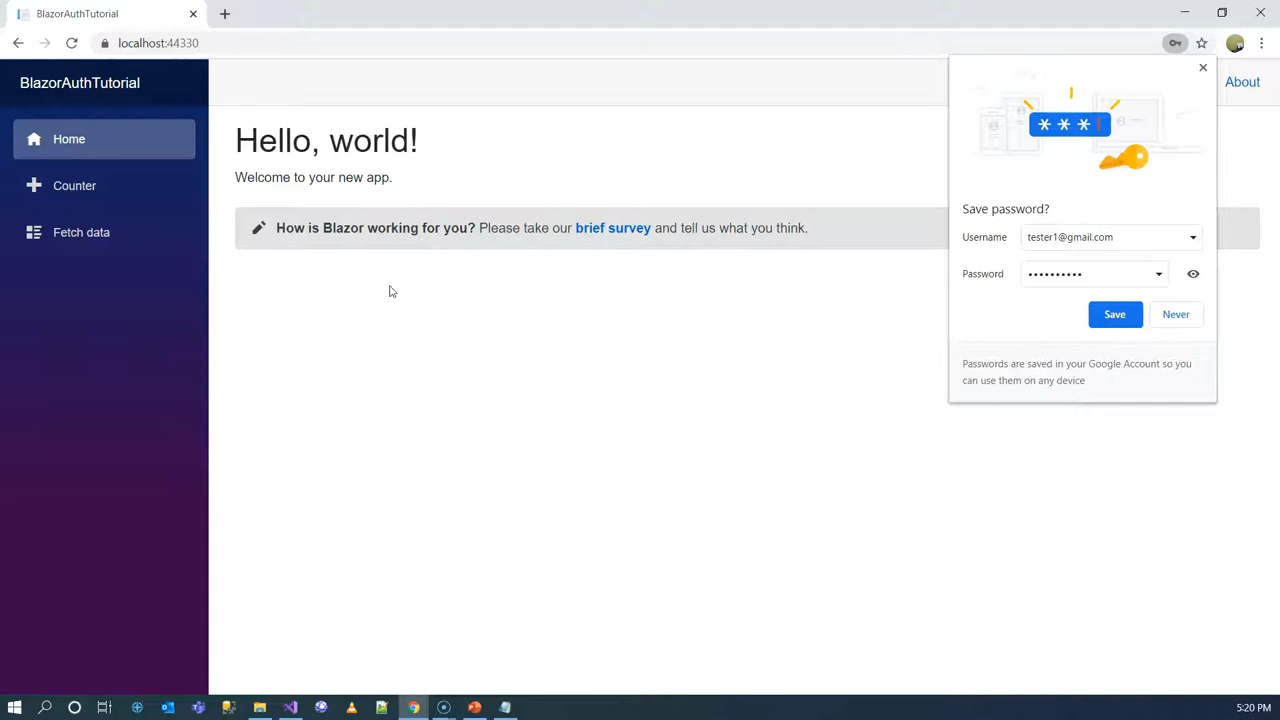 BlazorAuthTutorial
localhost:44330
BlazorAuthTutorial
About
Home
Counter
Fetch data
Hello, world!
Welcome to your new app.
How is Blazor working for you? Please take our brief survey and tell us what you think.
* * *
Save password?
Username tester1@gmail.com
Password ••••••••••
Save Never
Passwords are saved in your Google Account so you
can use them on any device
5:20 PM